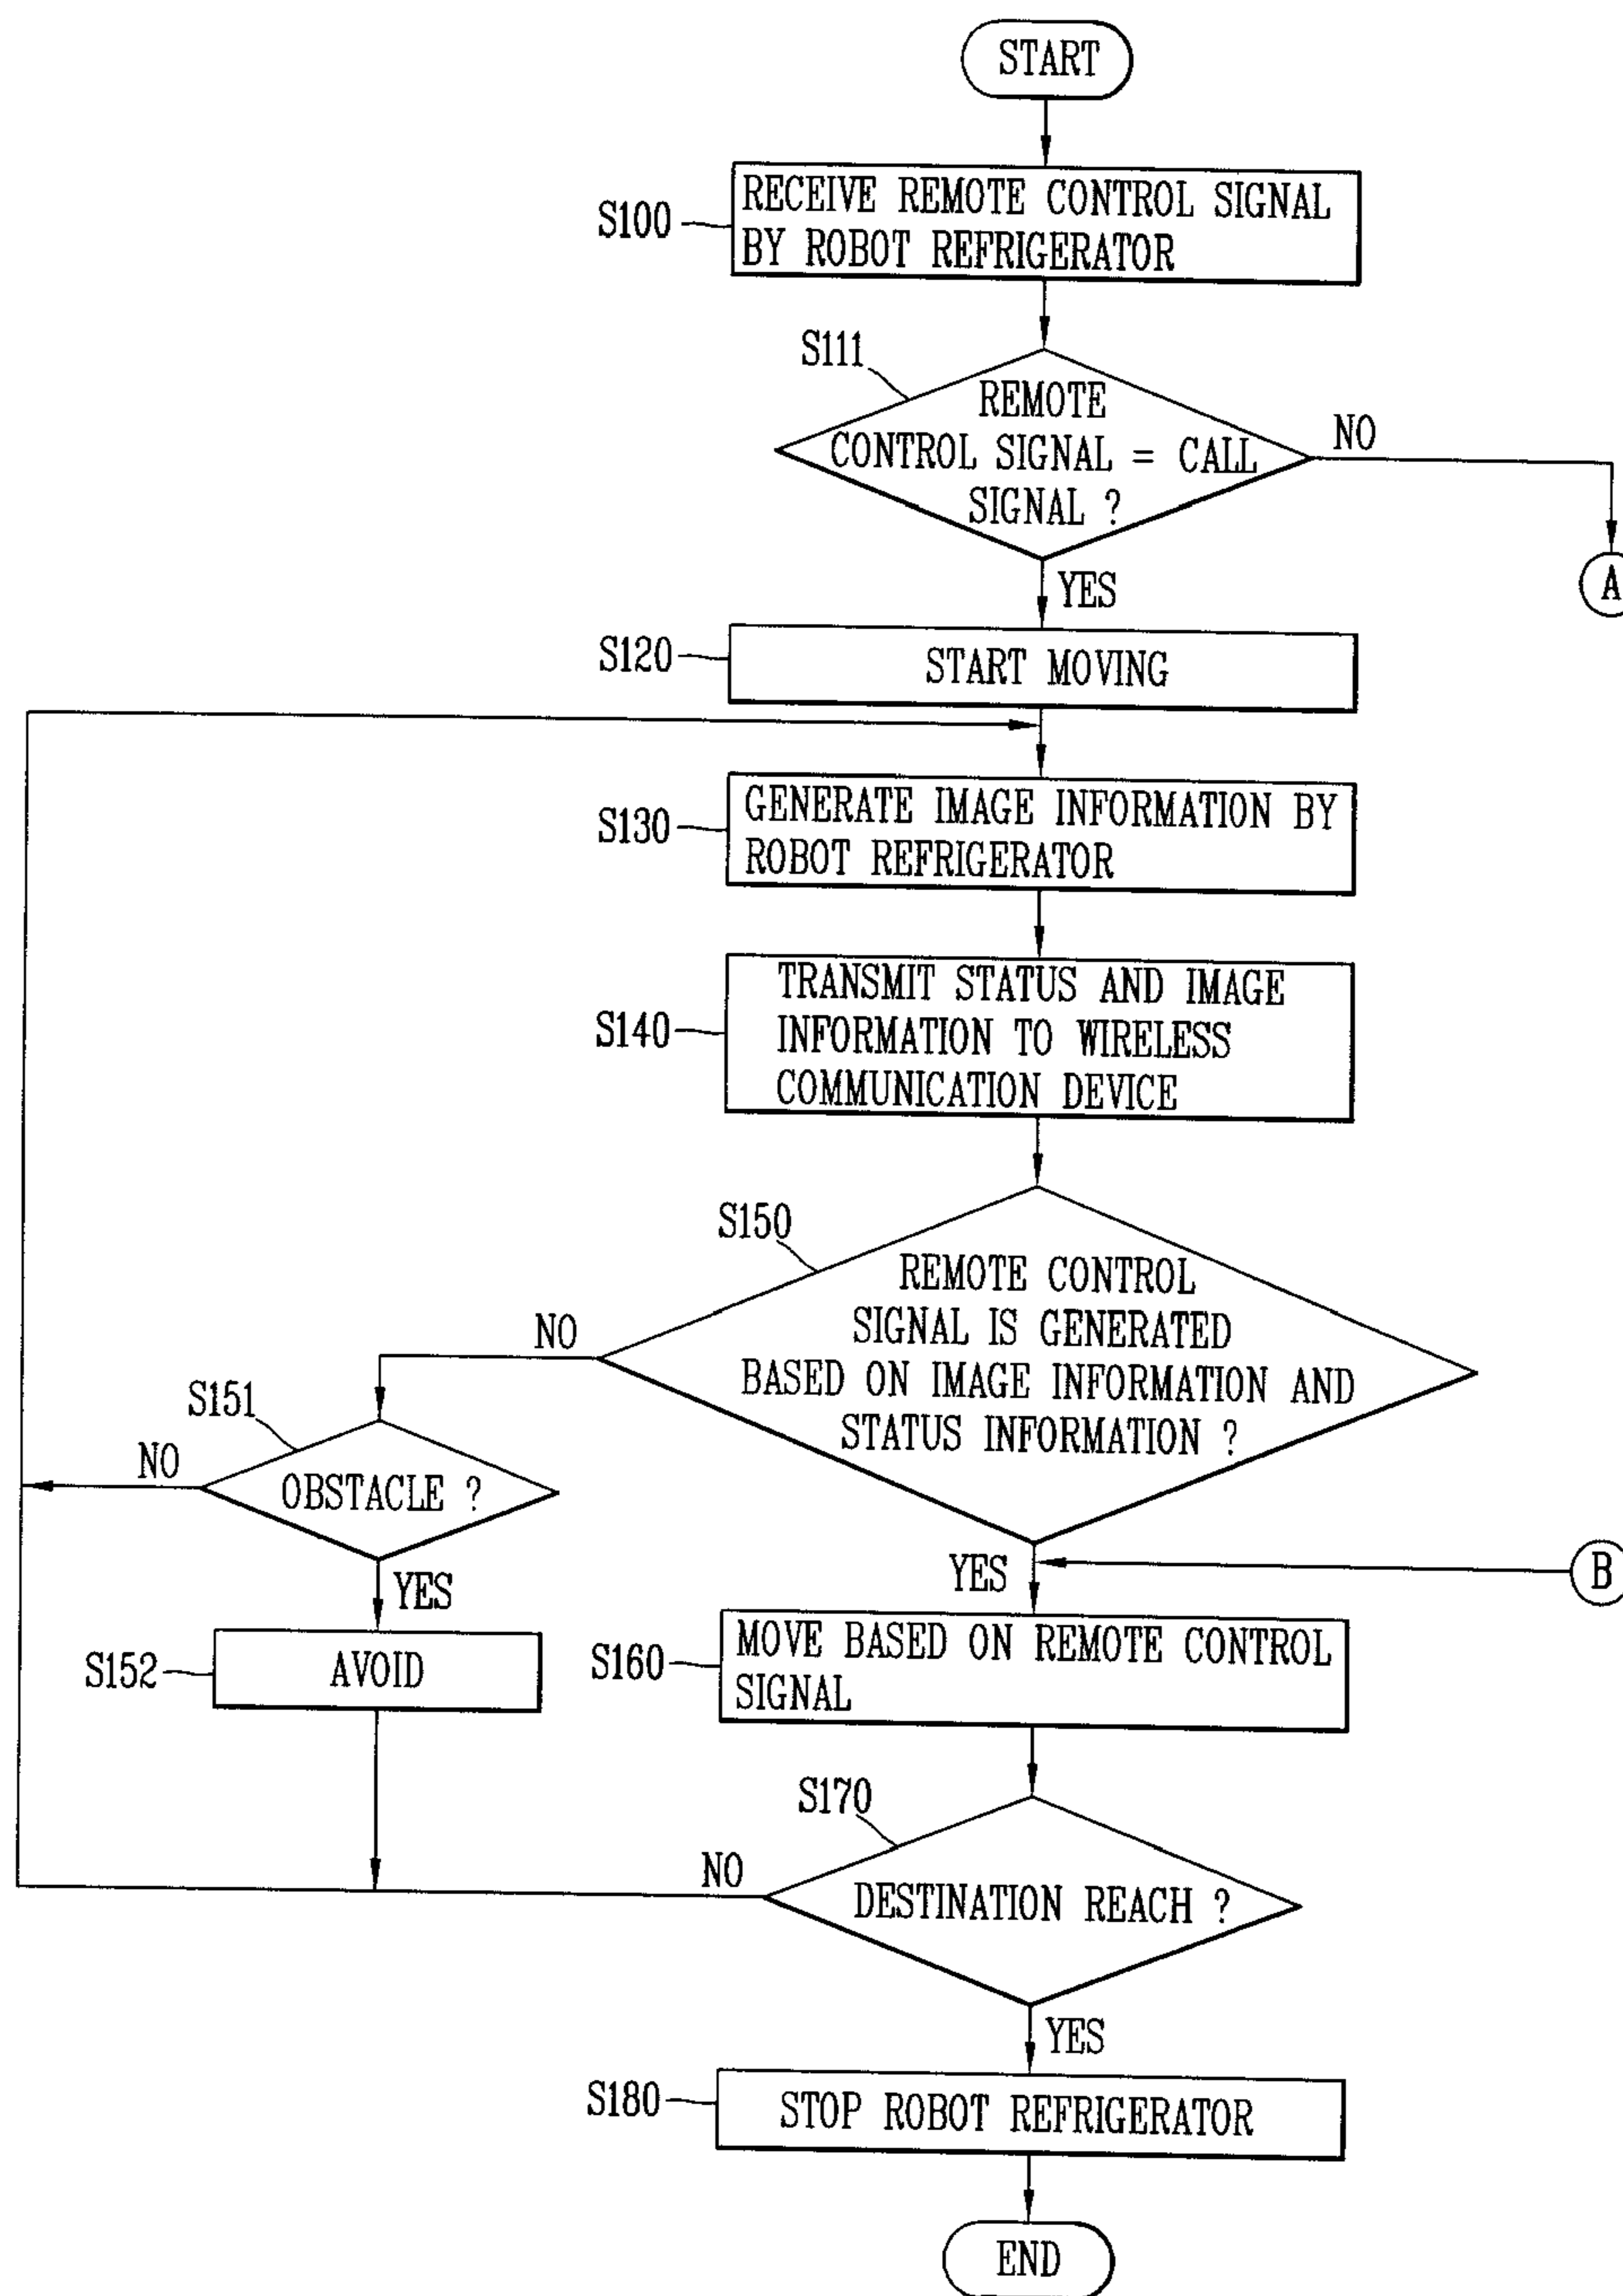 START
S100
RECEIVE REMOTE CONTROL SIGNAL
BY ROBOT REFRIGERATOR
S111
REMOTE
CONTROL SIGNAL = CALL
SIGNAL ?
NO
A
YES
S120
START MOVING
S130
GENERATE IMAGE INFORMATION BY
ROBOT REFRIGERATOR
S140
TRANSMIT STATUS AND IMAGE
INFORMATION TO WIRELESS
COMMUNICATION DEVICE
S150
REMOTE CONTROL
SIGNAL IS GENERATED
BASED ON IMAGE INFORMATION AND
STATUS INFORMATION ?
NO
S151
NO
OBSTACLE ?
YES
S152
AVOID
YES
B
S160
MOVE BASED ON REMOTE CONTROL
SIGNAL
S170
NO
DESTINATION REACH ?
YES
S180
STOP ROBOT REFRIGERATOR
END